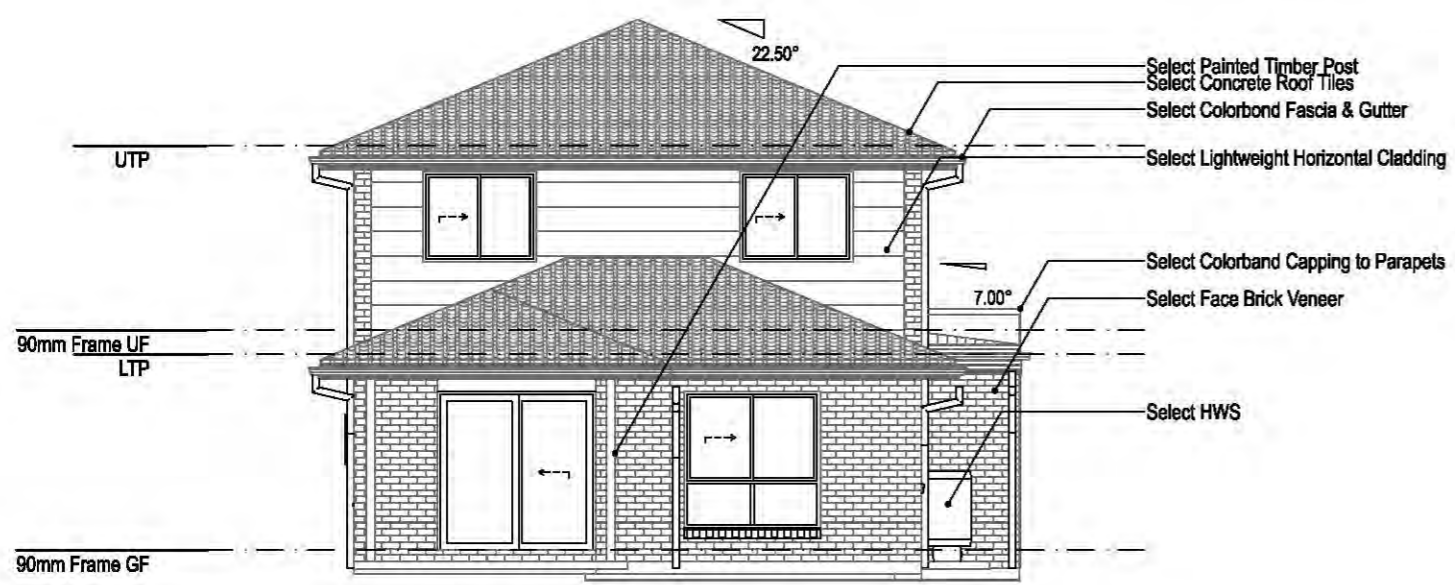 22.50°
Select Painted Timber Post
Select Concrete Roof Tiles
Select Colorbond Fascia & Gutter
UTP
Select Lightweight Horizontal Cladding
Select Colorband Capping to Parapets
7.00°
Select Face Brick Veneer
90mm Frame UF
LTP
Select HWS
90mm Frame GF